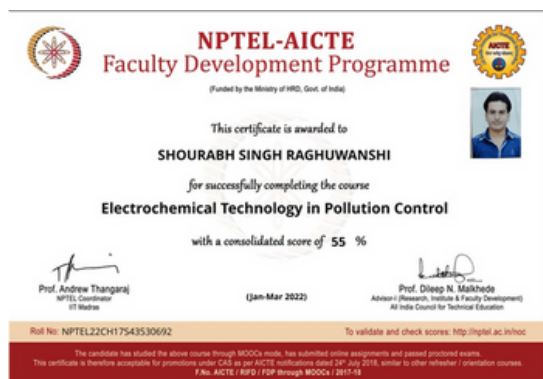 NPTEL-AICTE
Faculty Development Programme
(Funded by the Ministry of HRD, Govt. of India)
AICTE
This certificate is awarded to
SHOURABH SINGH RAGHUWANSHI
for successfully completing the course
Electrochemical Technology in Pollution Control
with a consolidated score of 55 %
Prof. Andrew Thangaraj
NPTEL Coordinator
IIT Madras
(Jan-Mar 2022)
Prof. Dileep N. Malkhede
Advisor-I (Research, Institute & Faculty Development)
All India Council for Technical Education
Roll No: NPTEL22CH17S43530692
To validate and check scores: http://nptel.ac.in/noc
The candidate has studied the above course through MOOCs mode, has submitted online assignments and passed proctored exams.
This certificate is therefore acceptable for promotions under CAS as per AICTE notifications dated 24th July 2018, similar to other refresher / orientation courses.
F.No. AICTE / RIFD / FDP through MOOCs / 2017-18